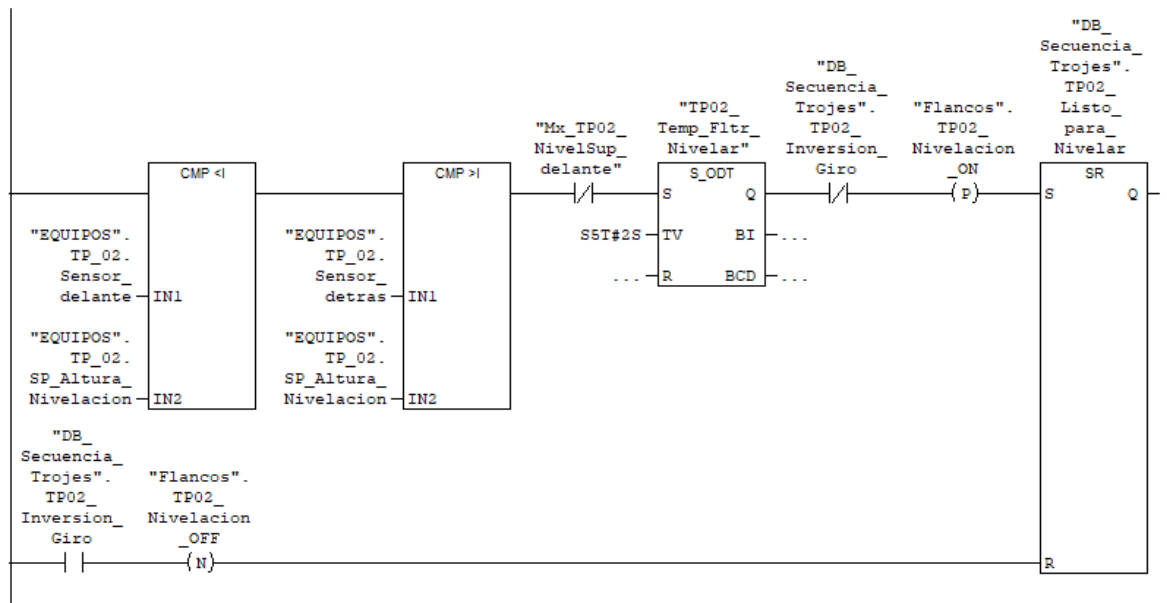 "DB_
Secuencia_
Trojes".
TP02_
Listo_
para_
Nivelar
"DB_
Secuencia_
Trojes".
TP02_
Inversion_
Giro
"Flancos".
TP02_
Nivelacion
_ON
"TP02_
Temp_Fltr_
Nivelar"
"Mx_TP02_
NivelSup_
delante"
CMP <I
CMP >I
S_ODT
SR
S Q
P
S Q
"EQUIPOS".
TP_02.
Sensor_
delante
IN1
"EQUIPOS".
TP_02.
Sensor_
detras
IN1
S5T#2S
TV BI
...
...
R BCD
...
"EQUIPOS".
TP_02.
SP_Altura_
Nivelacion
IN2
"EQUIPOS".
TP_02.
SP_Altura_
Nivelacion
IN2
"DB_
Secuencia_
Trojes".
TP02_
Inversion_
Giro
"Flancos".
TP02_
Nivelacion
_OFF
N
R